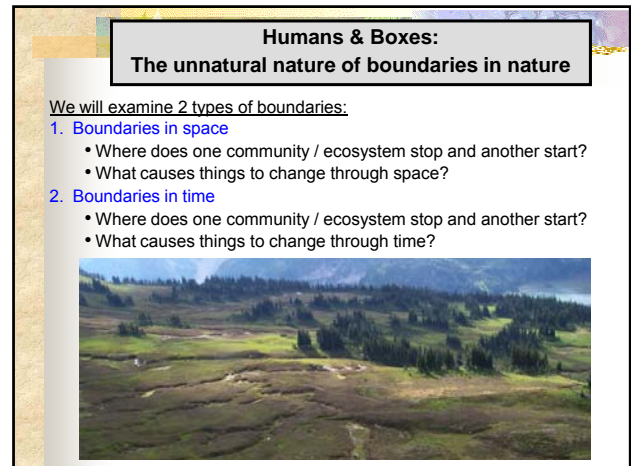 Humans & Boxes:
The unnatural nature of boundaries in nature
We will examine 2 types of boundaries:
1. Boundaries in space
• Where does one community / ecosystem stop and another start?
• What causes things to change through space?
2. Boundaries in time
• Where does one community / ecosystem stop and another start?
• What causes things to change through time?